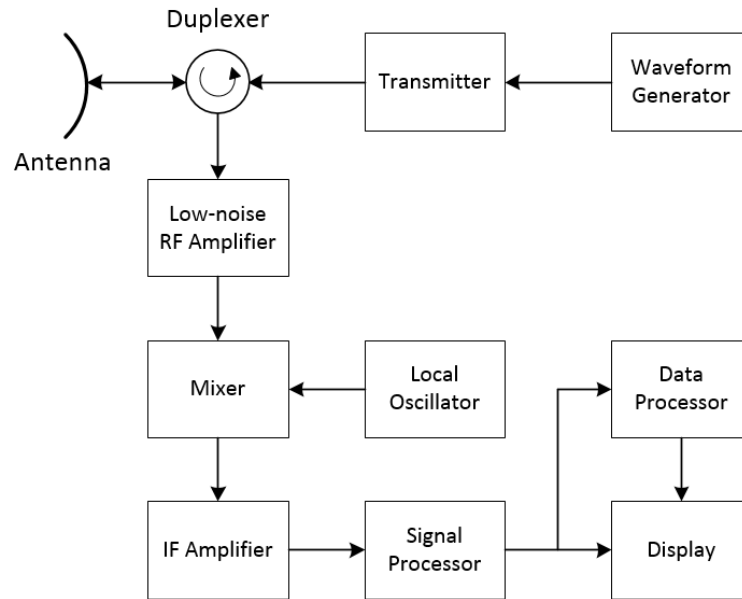 Duplexer
Transmitter
Waveform
Generator
Antenna
Low-noise
RF Amplifier
Mixer
Local
Oscillator
Data
Processor
IF Amplifier
Signal
Processor
Display